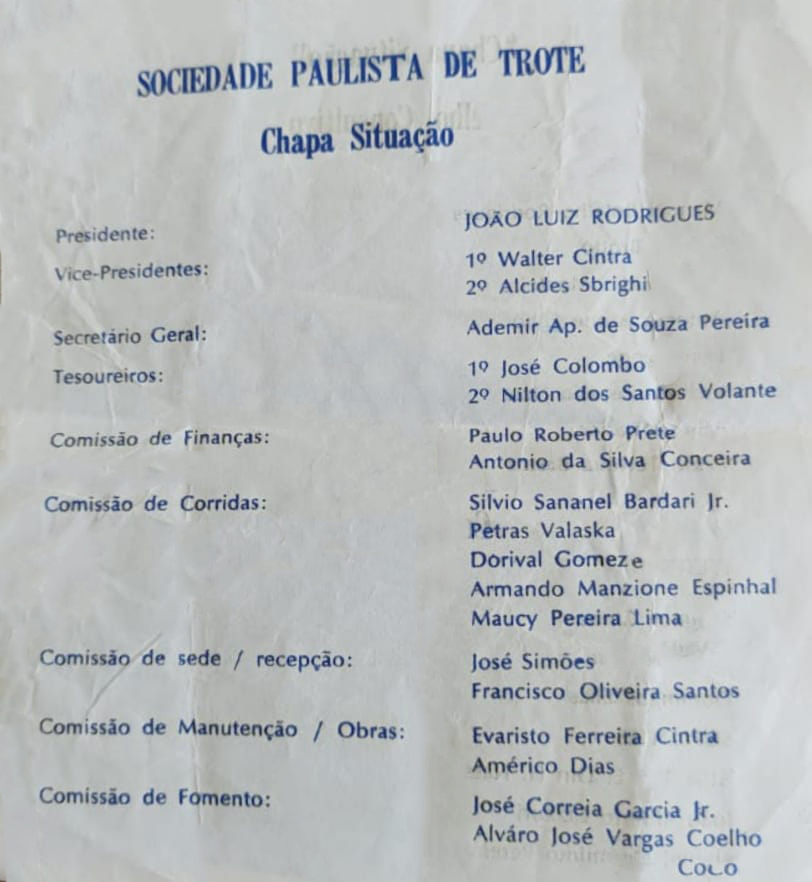 SOCIEDADE PAULISTA DE TROTE
Chapa Situação
Presidente: JOÃO LUIZ RODRIGUES
Vice-Presidentes: 1º Walter Cintra
2º Alcides Sbrighi
Secretário Geral: Ademir Ap. de Souza Pereira
Tesoureiros: 1º José Colombo
2º Nilton dos Santos Volante
Comissão de Finanças: Paulo Roberto Prete
Antonio da Silva Conceira
Comissão de Corridas: Silvio Sananel Bardari Jr.
Petras Valaska
Dorival Gomeze
Armando Manzione Espinhal
Maucy Pereira Lima
Comissão de sede / recepção: José Simões
Francisco Oliveira Santos
Comissão de Manutenção / Obras: Evaristo Ferreira Cintra
Américo Dias
Comissão de Fomento: José Correia Garcia Jr.
Alváro José Vargas Coelho